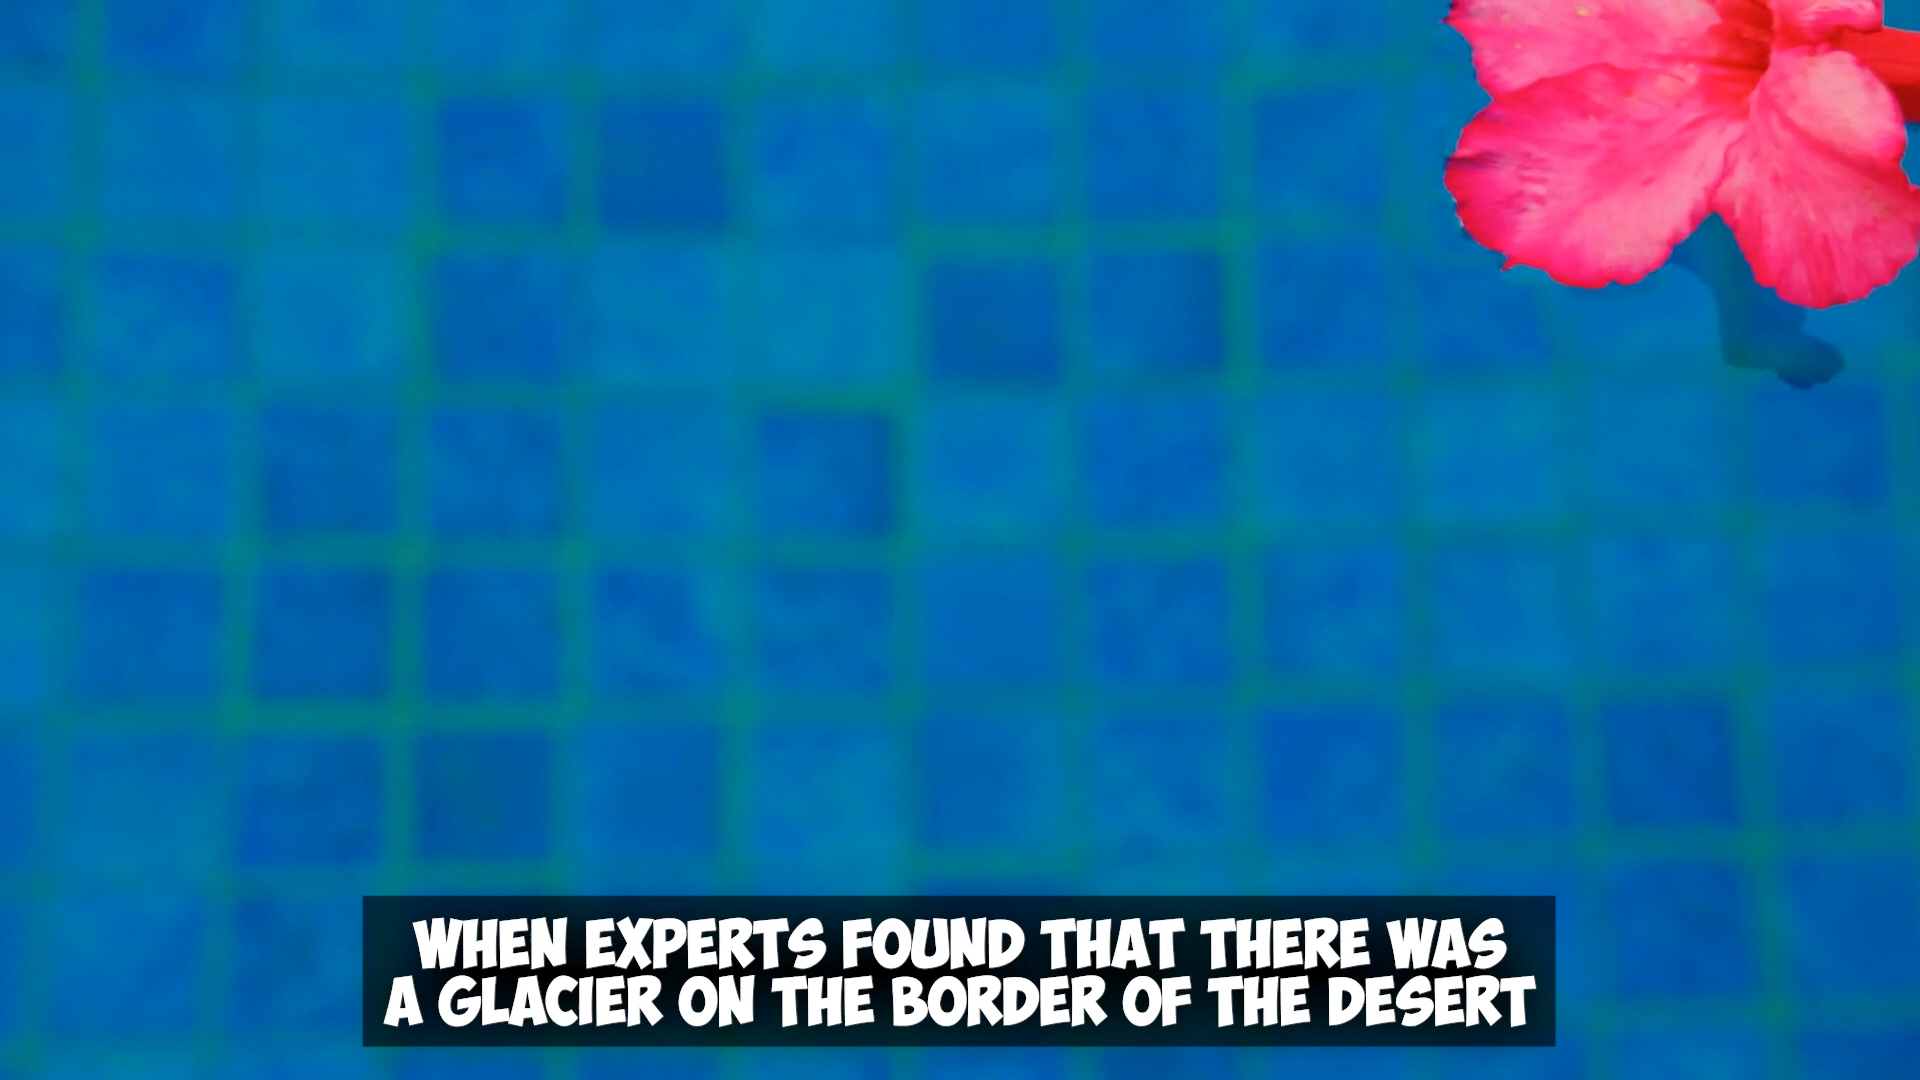 WHEN EXPERTS FOUND THAT THERE WAS
A GLACIER ON THE BORDER OF THE DESERT